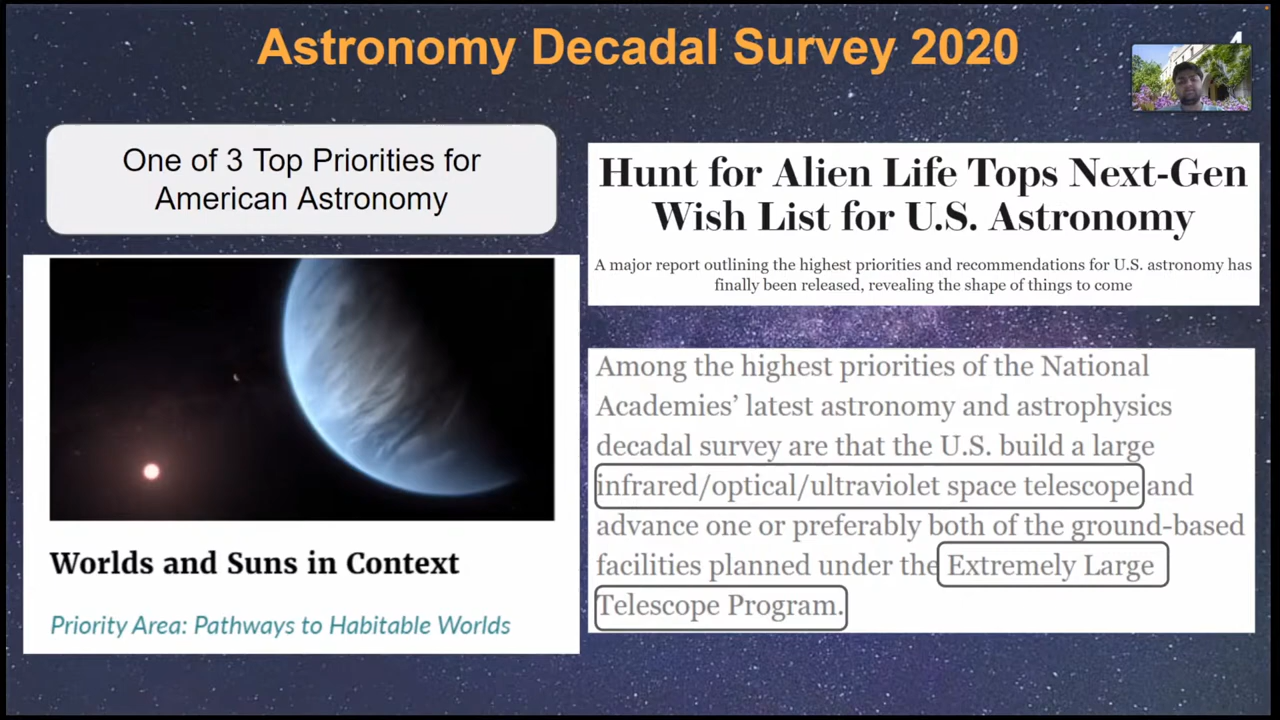 Astronomy Decadal Survey 2020
One of 3 Top Priorities for
American Astronomy
Worlds and Suns in Context
Priority Area: Pathways to Habitable Worlds
Hunt for Alien Life Tops Next-Gen
Wish List for U.S. Astronomy
A major report outlining the highest priorities and recommendations for U.S. astronomy has
finally been released, revealing the shape of things to come
Among the highest priorities of the National
Academies’ latest astronomy and astrophysics
decadal survey are that the U.S. build a large
infrared/optical/ultraviolet space telescope and
advance one or preferably both of the ground-based
facilities planned under the Extremely Large
Telescope Program.